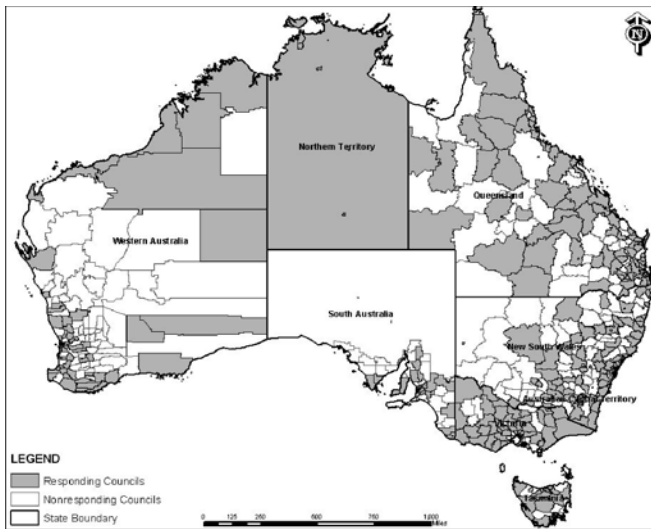 N
Northern Territory
Queensland
Western Australia
South Australia
New South Wales
Australian Capital Territory
Victoria
Tasmania
LEGEND
Responding Councils
Nonresponding Councils
State Boundary
0 125 250 500 750 1,000
Miles